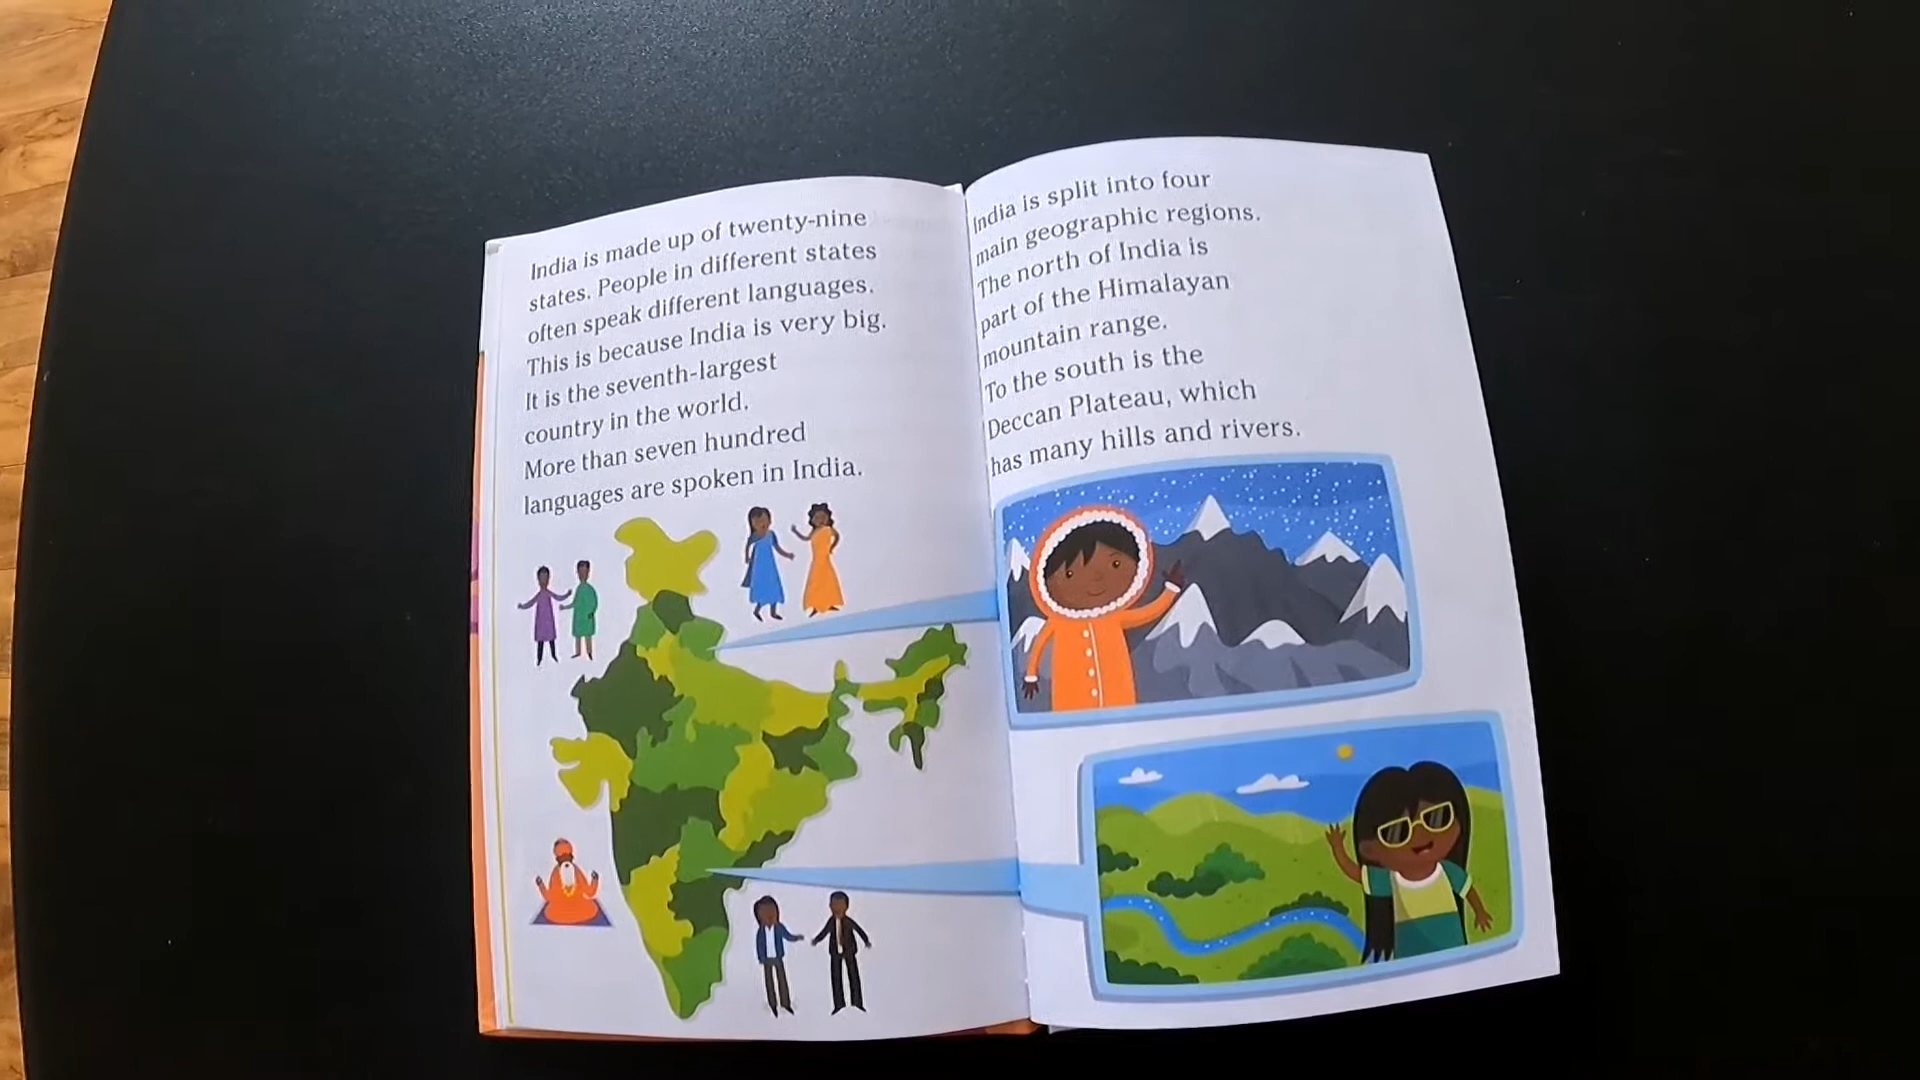 India is made up of twenty-nine
states. People in different states
often speak different languages.
This is because India is very big.
It is the seventh-largest
country in the world.
More than seven hundred
languages are spoken in India.
India is split into four
main geographic regions.
The north of India is
part of the Himalayan
mountain range.
To the south is the
Deccan Plateau, which
has many hills and rivers.